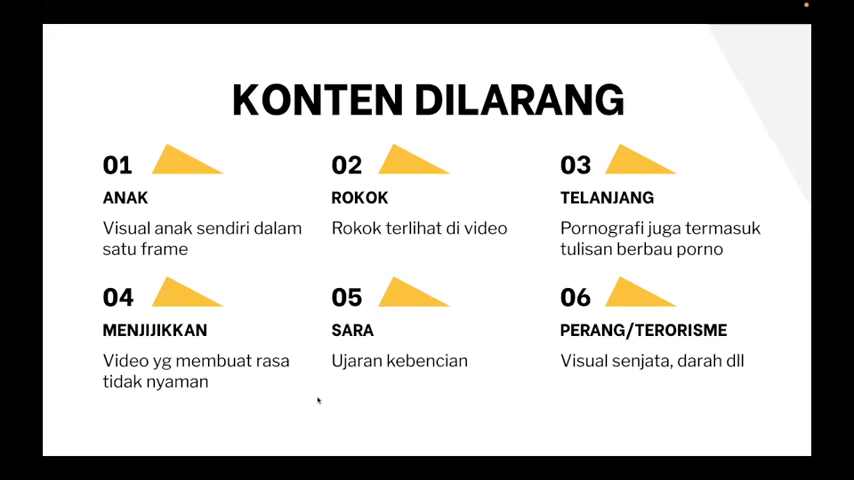 KONTEN DILARANG
01
ANAK
Visual anak sendiri dalam
satu frame
02
ROKOK
Rokok terlihat di video
03
TELANJANG
Pornografi juga termasuk
tulisan berbau porno
04
MENJIJIKKAN
Video yg membuat rasa
tidak nyaman
05
SARA
Ujaran kebencian
06
PERANG/TERORISME
Visual senjata, darah dll